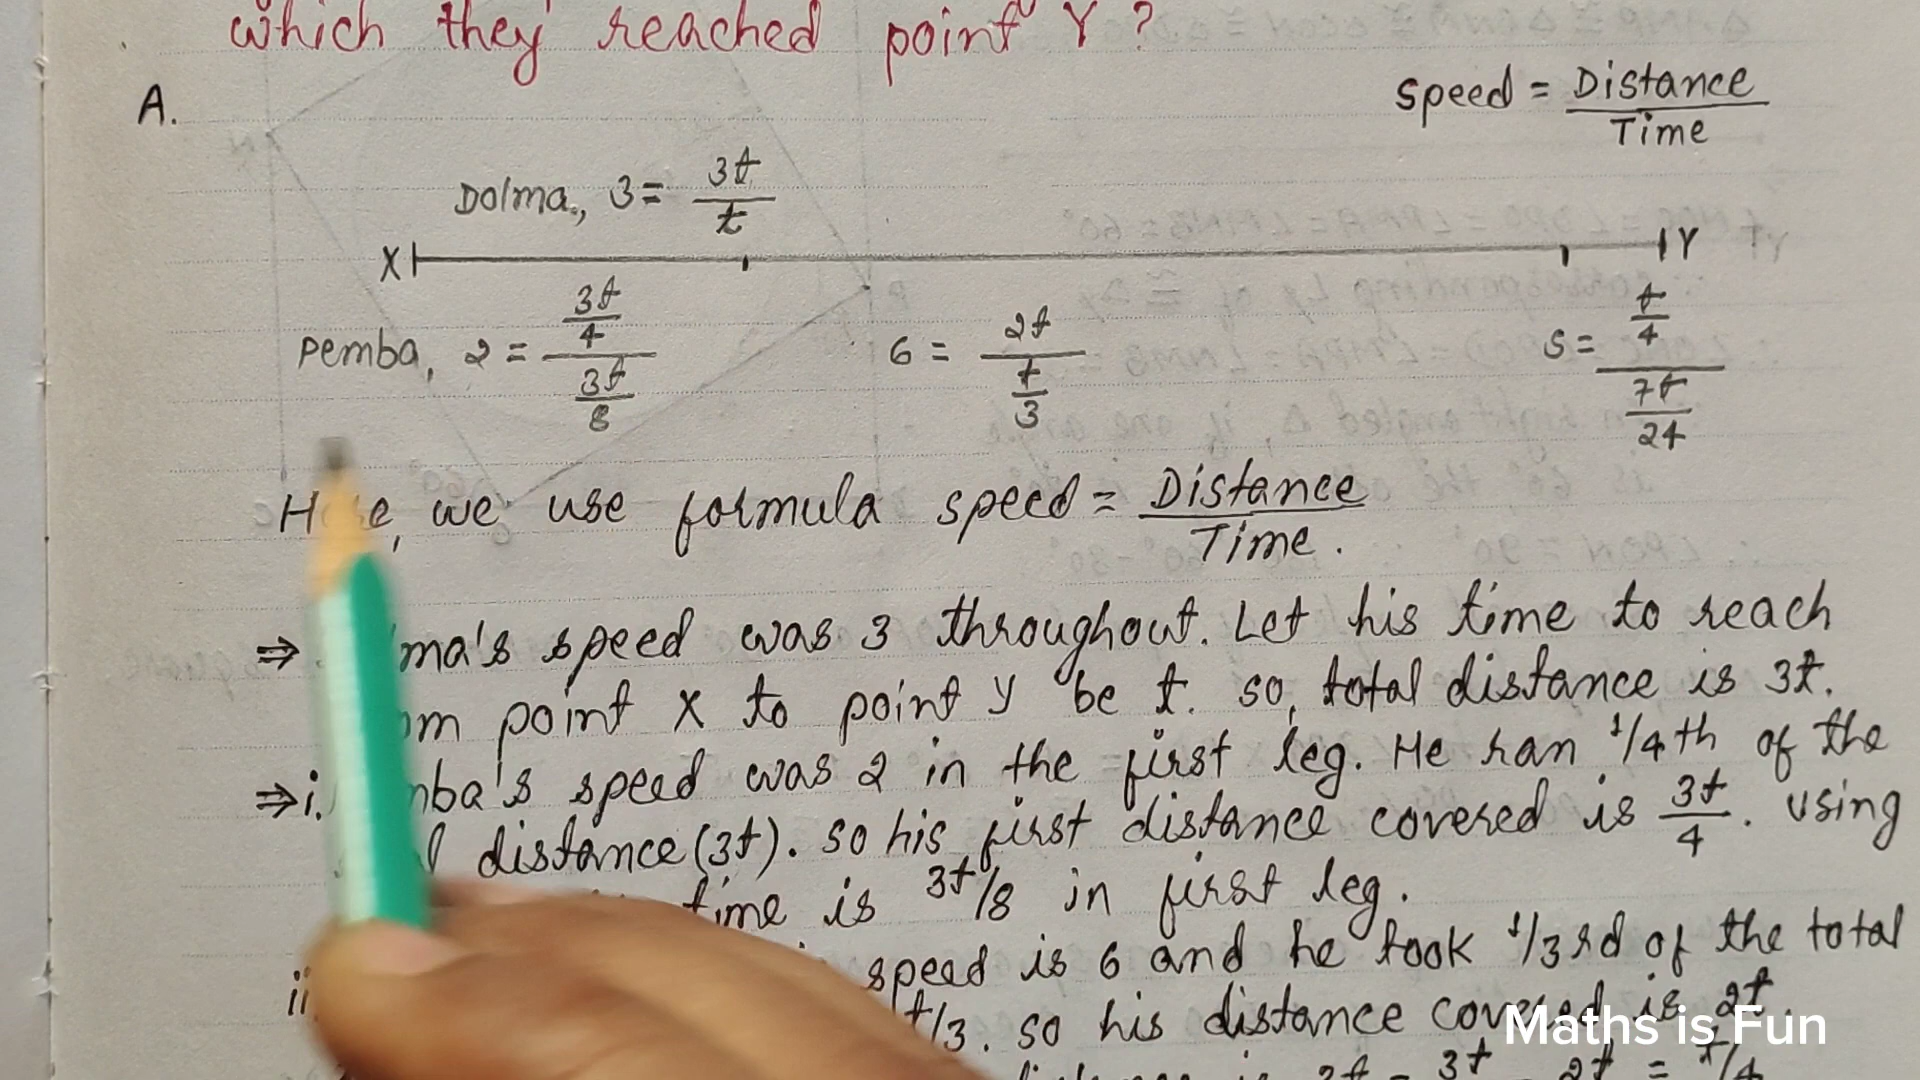 which they reached point Y ?
A.
speed = Distance / Time
Dolma, 3 = 3t / t
X Y
Pemba, 2 = 3t/4 / 3t/8
6 = 2t / t/3
s = t/4 / 7t/24
we use formula speed = Distance / Time .
⇒ ma's speed was 3 throughout. Let his time to reach
point X to point Y be t. so, total distance is 3t.
⇒ i. ba's speed was 2 in the first leg. He ran 1/4th of the
distance (3t). so his first distance covered is 3t/4 . using
time is 3t/8 in first leg.
speed is 6 and he took 1/3rd of the total
t/3. so his distance covered is 2t.
3t - 3t/4 - 2t = t/4
Maths is Fun